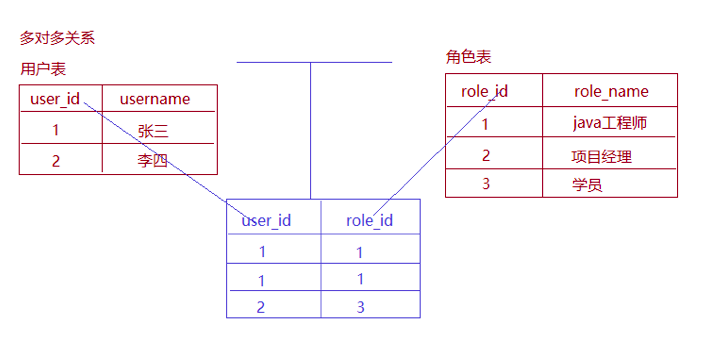 多对多关系
用户表
user_id username
1 张三
2 李四
角色表
role_id role_name
1 java工程师
2 项目经理
3 学员
user_id role_id
1 1
1 1
2 3